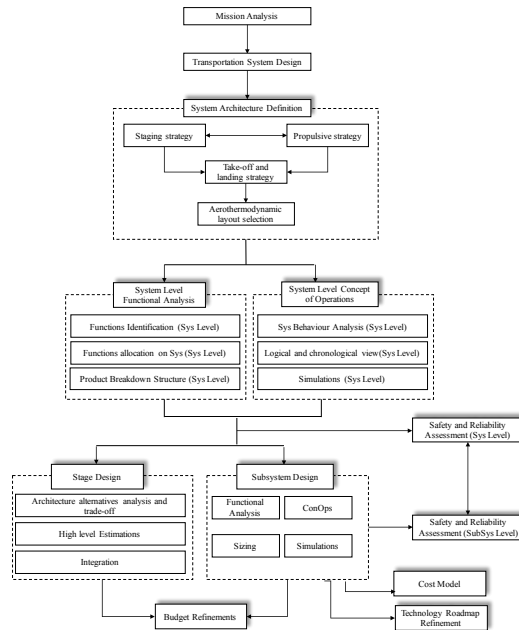 Mission Analysis
Transportation System Design
System Architecture Definition
Staging strategy
Propulsive strategy
Take-off and
landing strategy
Aerothermodynamic
layout selection
System Level
Functional Analysis
System Level Concept
of Operations
Functions Identification (Sys Level)
Functions allocation on Sys (Sys Level)
Product Breakdown Structure (Sys Level)
Sys Behaviour Analysis (Sys Level)
Logical and chronological view(Sys Level)
Simulations (Sys Level)
Safety and Reliability
Assessment (Sys Level)
Stage Design
Architecture alternatives analysis and
trade-off
High level Estimations
Integration
Subsystem Design
Functional
Analysis
ConOps
Sizing
Simulations
Safety and Reliability
Assessment (SubSys Level)
Cost Model
Budget Refinements
Technology Roadmap
Refinement